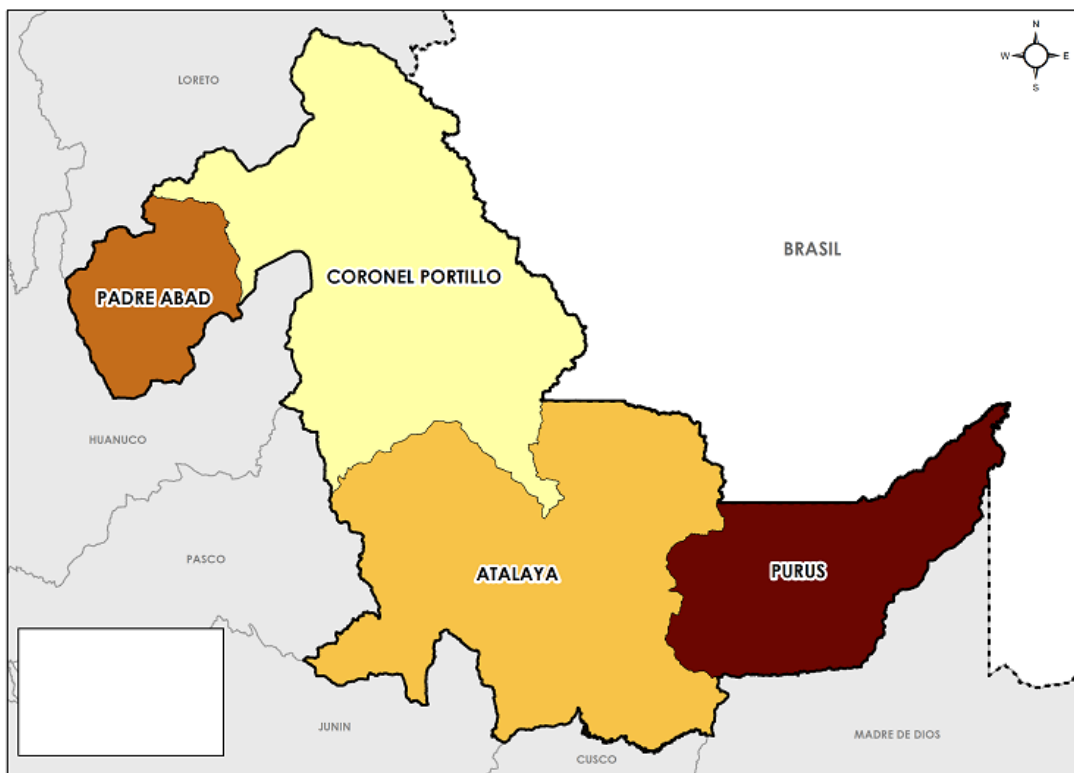 N
W E
S
LORETO
BRASIL
CORONEL PORTILLO
PADRE ABAD
HUANUCO
PASCO
ATALAYA
PURUS
JUNIN
MADRE DE DIOS
CUSCO